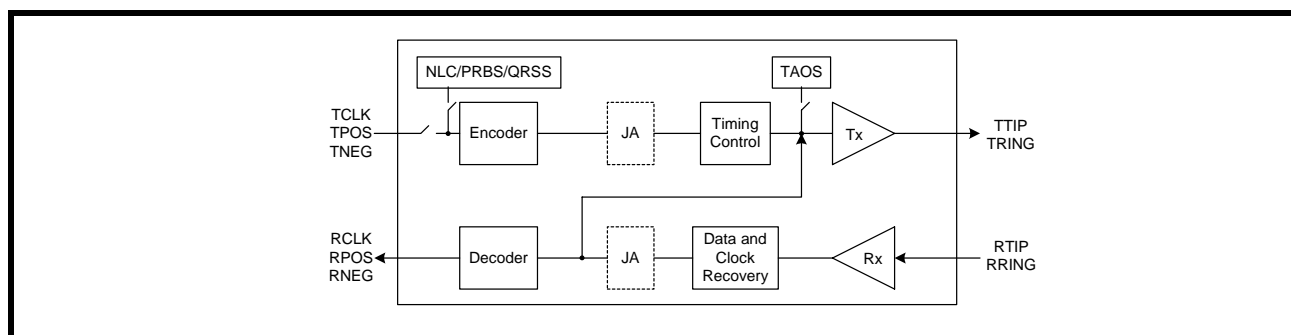 NLC/PRBS/QRSS
TAOS
TCLK
TPOS
TNEG
Encoder
JA
Timing
Control
Tx
TTIP
TRING
RCLK
RPOS
RNEG
Decoder
JA
Data and
Clock
Recovery
Rx
RTIP
RRING